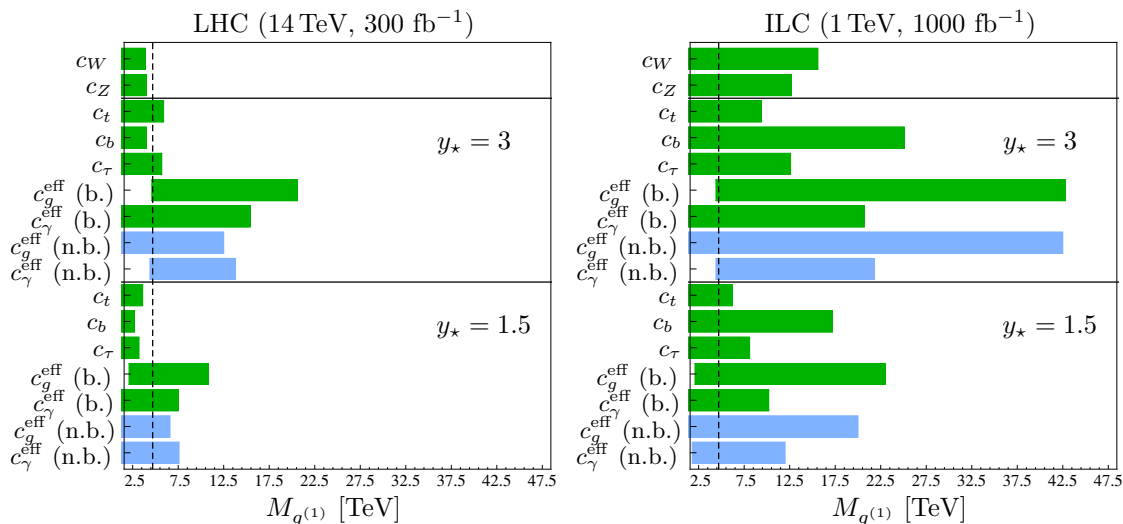 LHC (14 TeV, 300 fb⁻¹)
c_W
c_Z
c_t
c_b
c_τ
c_g^eff (b.)
c_γ^eff (b.)
c_g^eff (n.b.)
c_γ^eff (n.b.)
y⋆ = 3
c_t
c_b
c_τ
c_g^eff (b.)
c_γ^eff (b.)
c_g^eff (n.b.)
c_γ^eff (n.b.)
y⋆ = 1.5
2.5 7.5 12.5 17.5 22.5 27.5 32.5 37.5 42.5 47.5
M_g⁽¹⁾ [TeV]
ILC (1 TeV, 1000 fb⁻¹)
c_W
c_Z
c_t
c_b
c_τ
c_g^eff (b.)
c_γ^eff (b.)
c_g^eff (n.b.)
c_γ^eff (n.b.)
y⋆ = 3
c_t
c_b
c_τ
c_g^eff (b.)
c_γ^eff (b.)
c_g^eff (n.b.)
c_γ^eff (n.b.)
y⋆ = 1.5
2.5 7.5 12.5 17.5 22.5 27.5 32.5 37.5 42.5 47.5
M_g⁽¹⁾ [TeV]